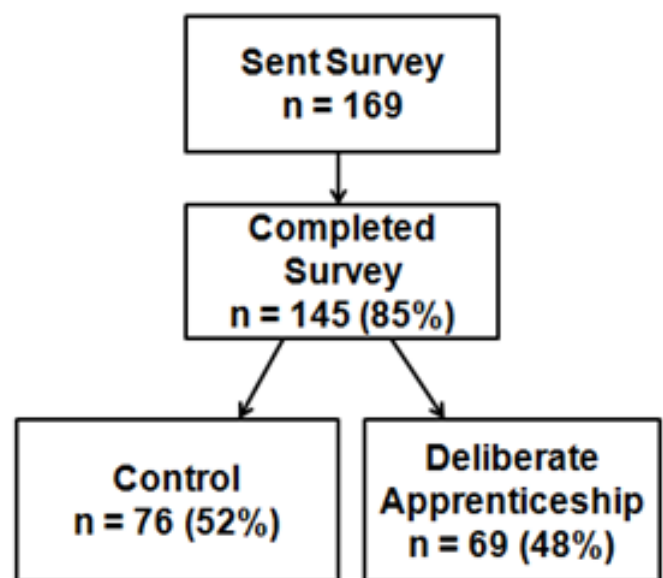 Sent Survey
n = 169
Completed
Survey
n = 145 (85%)
Control
n = 76 (52%)
Deliberate
Apprenticeship
n = 69 (48%)